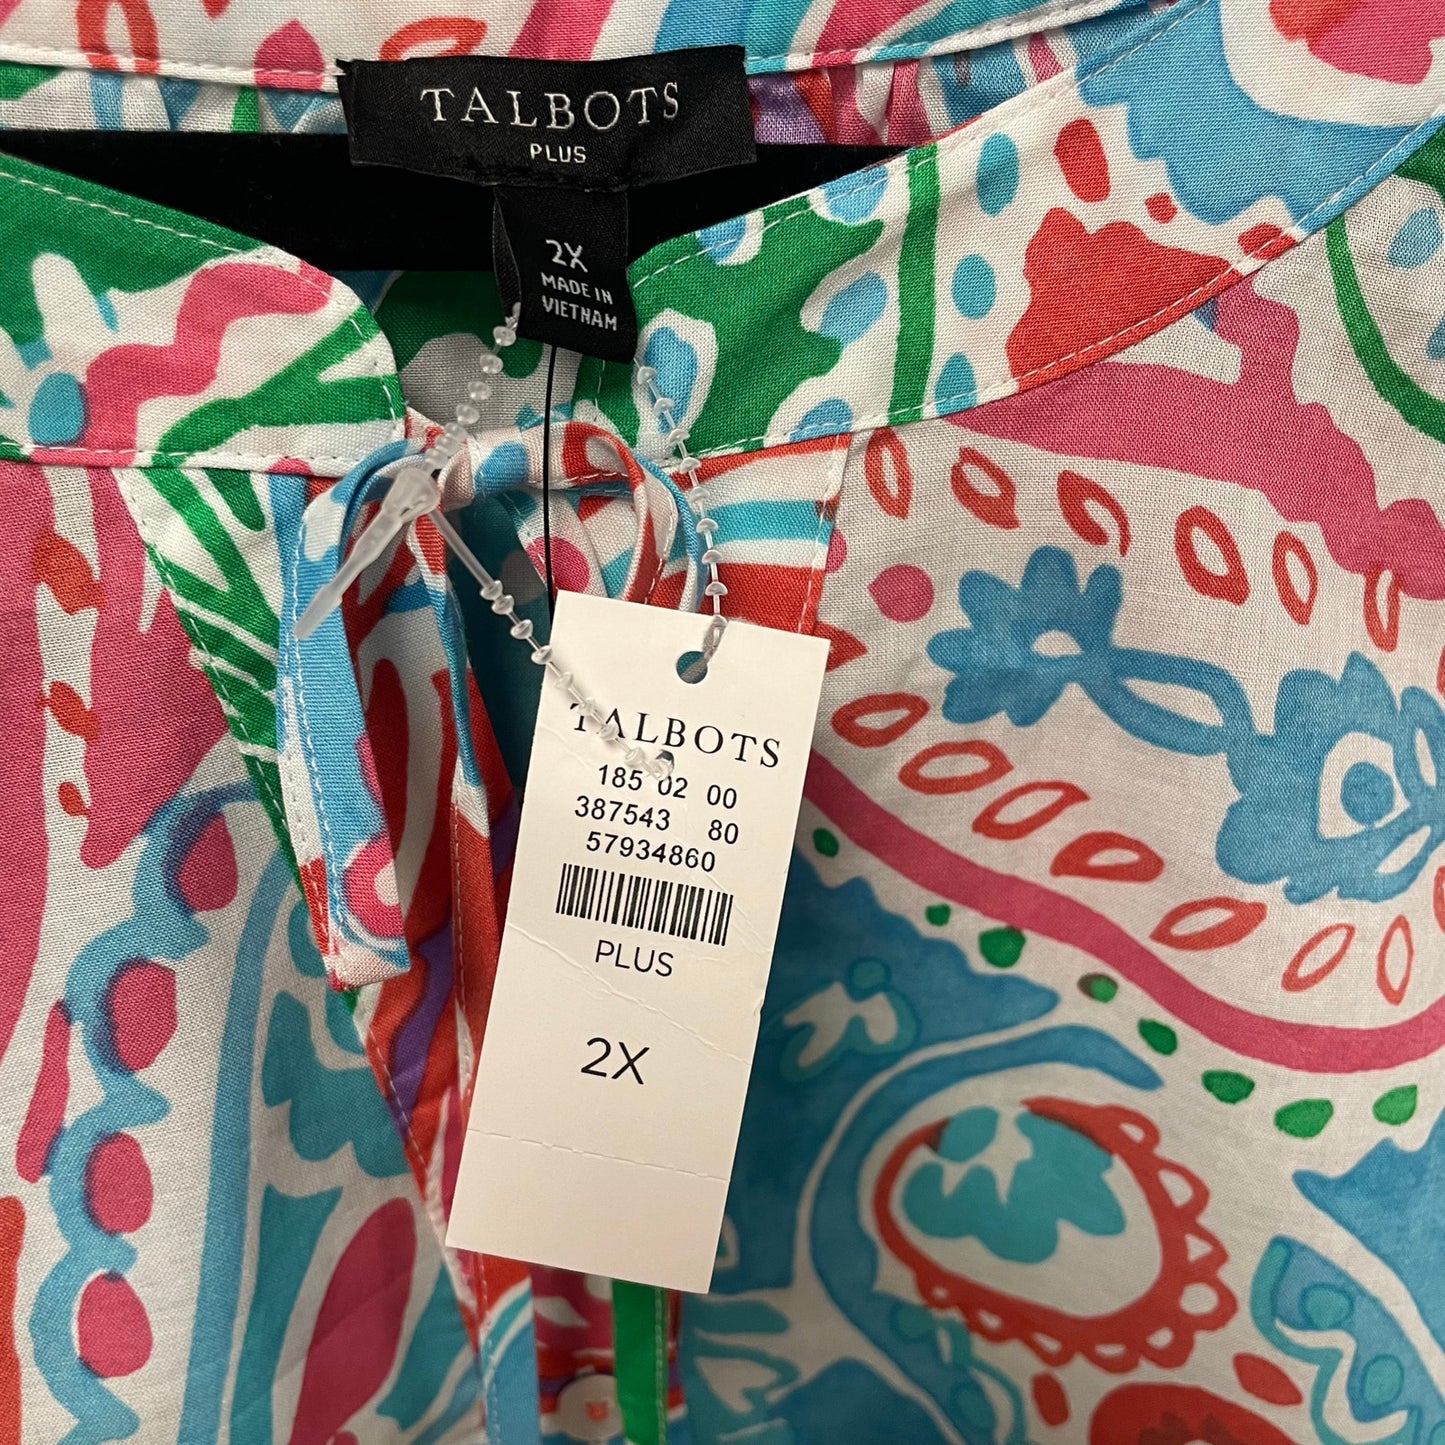 TALBOTS
PLUS
2X
MADE IN
VIETNAM
TALBOTS
185 02 00
387543 80
57934860
PLUS
2X